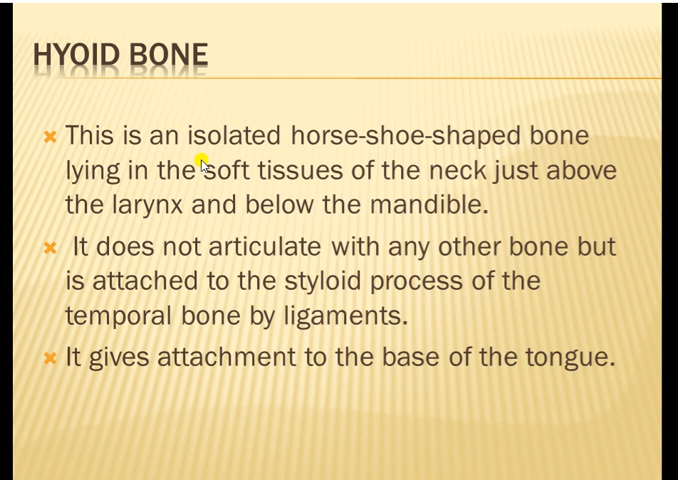 HYOID BONE
This is an isolated horse-shoe-shaped bone
lying in the soft tissues of the neck just above
the larynx and below the mandible.
It does not articulate with any other bone but
is attached to the styloid process of the
temporal bone by ligaments.
It gives attachment to the base of the tongue.